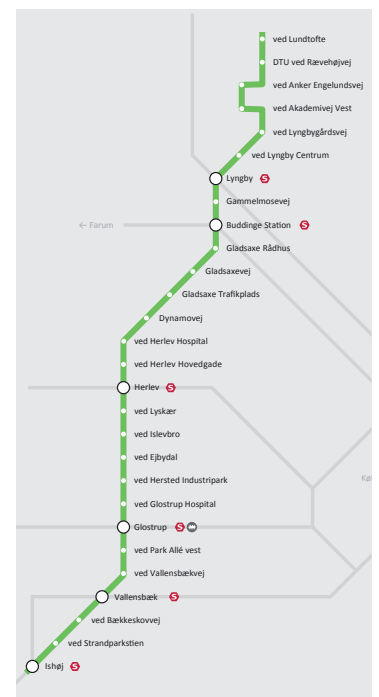 ved Lundtofte
DTU ved Rævehøjvej
ved Anker Engelundsvej
ved Akademivej Vest
ved Lyngbygårdsvej
ved Lyngby Centrum
Lyngby S
Gammelmosevej
← Farum
Buddinge Station S
Gladsaxe Rådhus
Gladsaxevej
Gladsaxe Trafikplads
Dynamovej
ved Herlev Hospital
ved Herlev Hovedgade
Herlev S
ved Lyskær
ved Islevbro
ved Ejbydal
Kø
ved Hersted Industripark
ved Glostrup Hospital
Glostrup S
ved Park Allé vest
ved Vallensbækvej
Vallensbæk S
ved Bækkeskovvej
ved Strandparkstien
Ishøj S